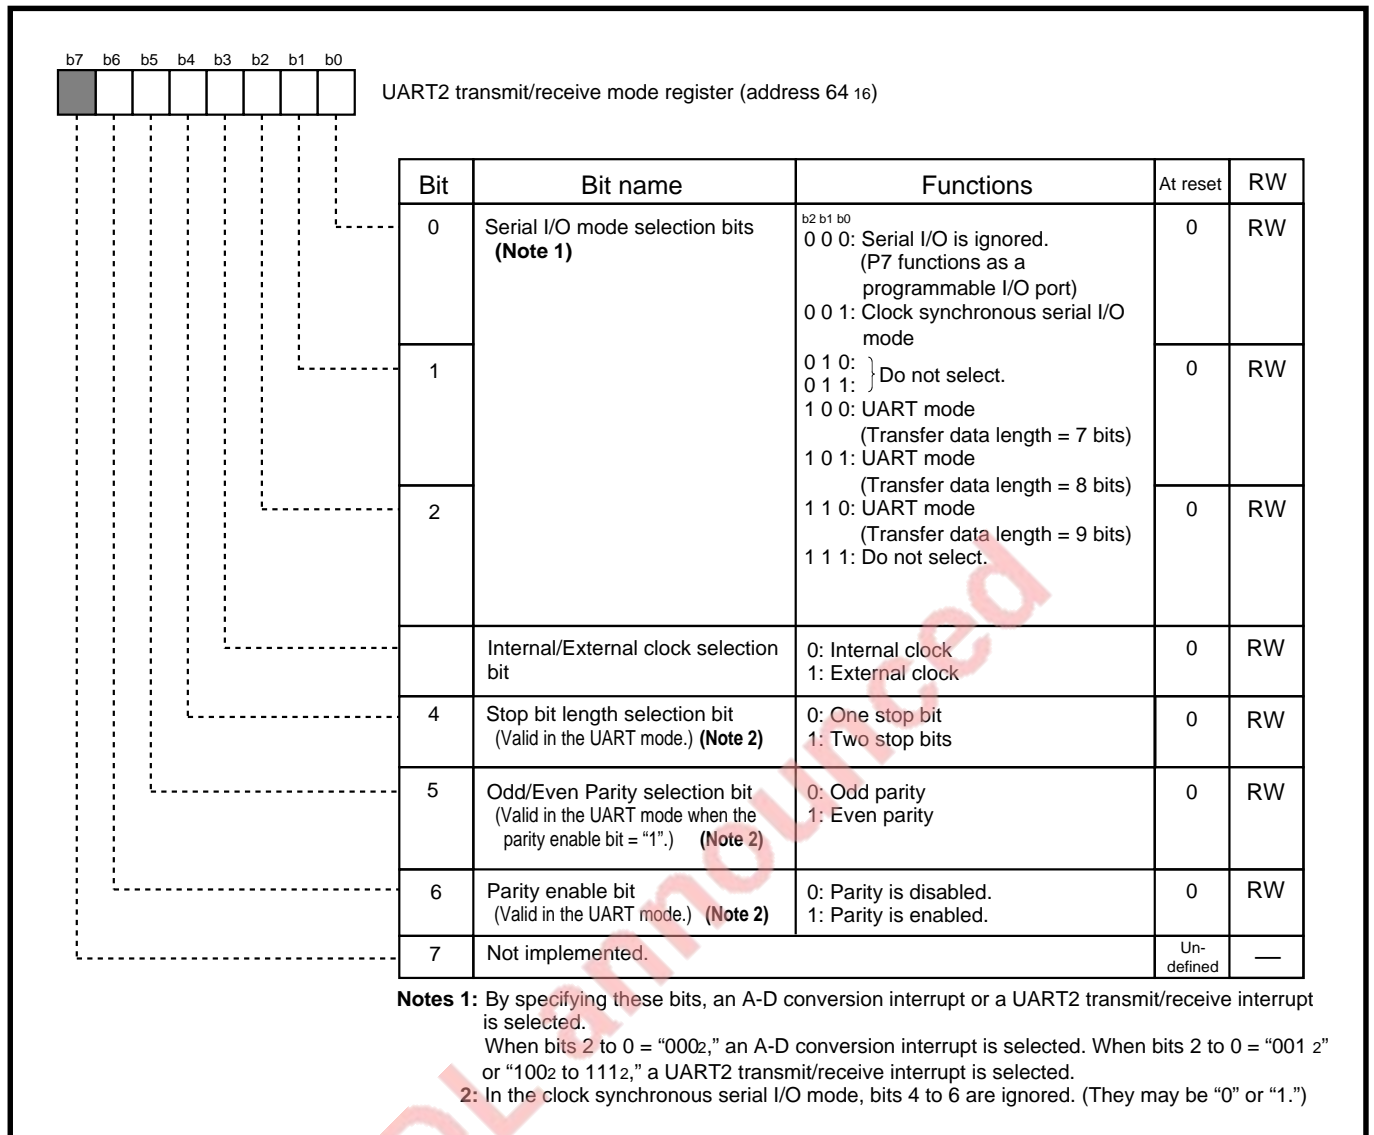 b7 b6 b5 b4 b3 b2 b1 b0
UART2 transmit/receive mode register (address 64 16)
Bit Bit name Functions At reset RW
0 Serial I/O mode selection bits b2 b1 b0 0 RW
(Note 1) 0 0 0: Serial I/O is ignored.
(P7 functions as a
programmable I/O port)
0 0 1: Clock synchronous serial I/O
mode
1 0 1 0: 0 RW
0 1 1: } Do not select.
1 0 0: UART mode
(Transfer data length = 7 bits)
1 0 1: UART mode
(Transfer data length = 8 bits)
2 1 1 0: UART mode 0 RW
(Transfer data length = 9 bits)
1 1 1: Do not select.
Internal/External clock selection 0: Internal clock 0 RW
bit 1: External clock
4 Stop bit length selection bit 0: One stop bit 0 RW
(Valid in the UART mode.) (Note 2) 1: Two stop bits
5 Odd/Even Parity selection bit 0: Odd parity 0 RW
(Valid in the UART mode when the 1: Even parity
parity enable bit = “1”.) (Note 2)
6 Parity enable bit 0: Parity is disabled. 0 RW
(Valid in the UART mode.) (Note 2) 1: Parity is enabled.
7 Not implemented. Un- —
defined
Notes 1: By specifying these bits, an A-D conversion interrupt or a UART2 transmit/receive interrupt
is selected.
When bits 2 to 0 = “0002,” an A-D conversion interrupt is selected. When bits 2 to 0 = “001 2”
or “1002 to 1112,” a UART2 transmit/receive interrupt is selected.
2: In the clock synchronous serial I/O mode, bits 4 to 6 are ignored. (They may be “0” or “1.”)
announced